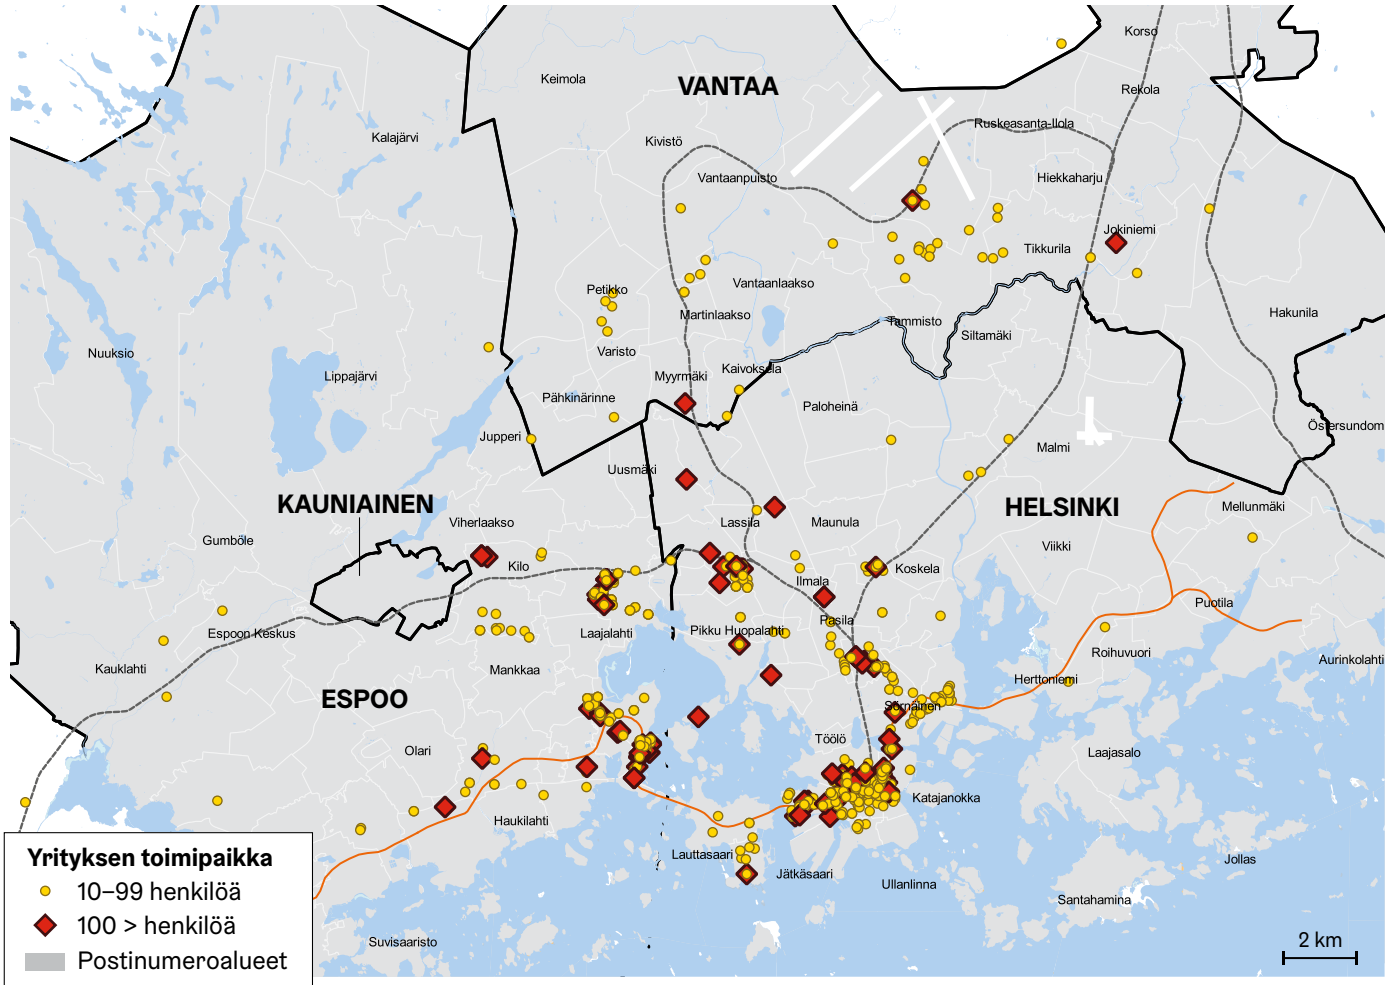 Korso
Keimola
VANTAA
Rekola
Ruskeasanta-Ilola
Kalajärvi
Kivistö
Vantaanpuisto
Hiekkaharju
Jokiniemi
Tikkurila
Petikko
Vantaanlaakso
Martinlaakso
Hakunila
Tammisto
Siltamäki
Nuuksio
Varisto
Lippajärvi
Myyrmäki
Kaivoksela
Pähkinärinne
Paloheinä
Östersundom
Jupperi
Malmi
Uusmäki
KAUNIAINEN
HELSINKI
Mellunmäki
Viherlaakso
Lassila
Maunula
Gumböle
Viikki
Kilo
Koskela
Ilmala
Puotila
Pasila
Espoon Keskus
Laajalahti
Pikku Huopalahti
Roihuvuori
Aurinkolahti
Kauklahti
Mankkaa
Herttoniemi
ESPOO
Sörnäinen
Töölö
Olari
Laajasalo
Katajanokka
Haukilahti
Lauttasaari
Jollas
Jätkäsaari
Ullanlinna
Santahamina
Suvisaaristo
2 km
Yrityksen toimipaikka
10–99 henkilöä
100 > henkilöä
Postinumeroalueet